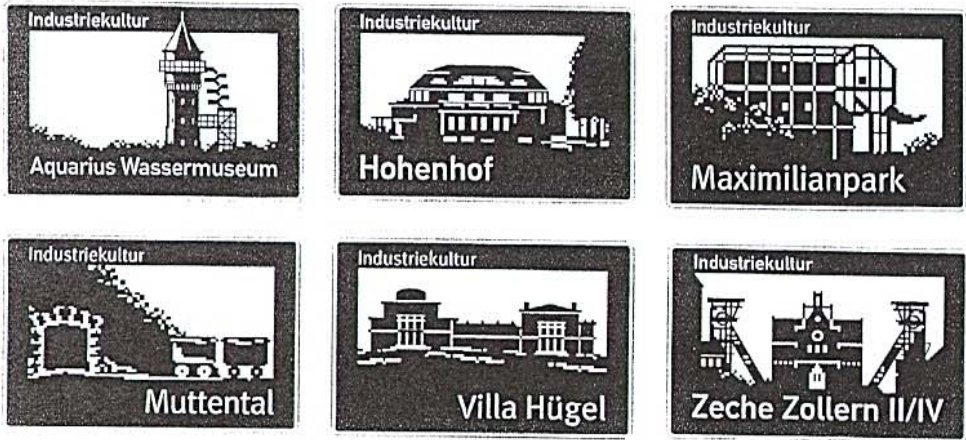 Industriekultur
Aquarius Wassermuseum
Industriekultur
Hohenhof
Industriekultur
Maximilianpark
Industriekultur
Muttental
Industriekultur
Villa Hügel
Industriekultur
Zeche Zollern II/IV